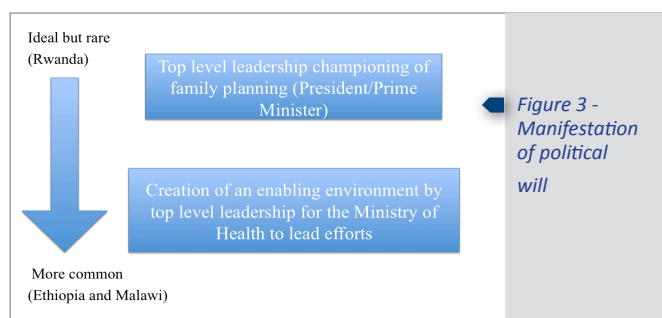 Ideal but rare
(Rwanda)
Top level leadership championing of
family planning (President/Prime
Minister)
Creation of an enabling environment by
top level leadership for the Ministry of
Health to lead efforts
More common
(Ethiopia and Malawi)
Figure 3 -
Manifestation
of political
will